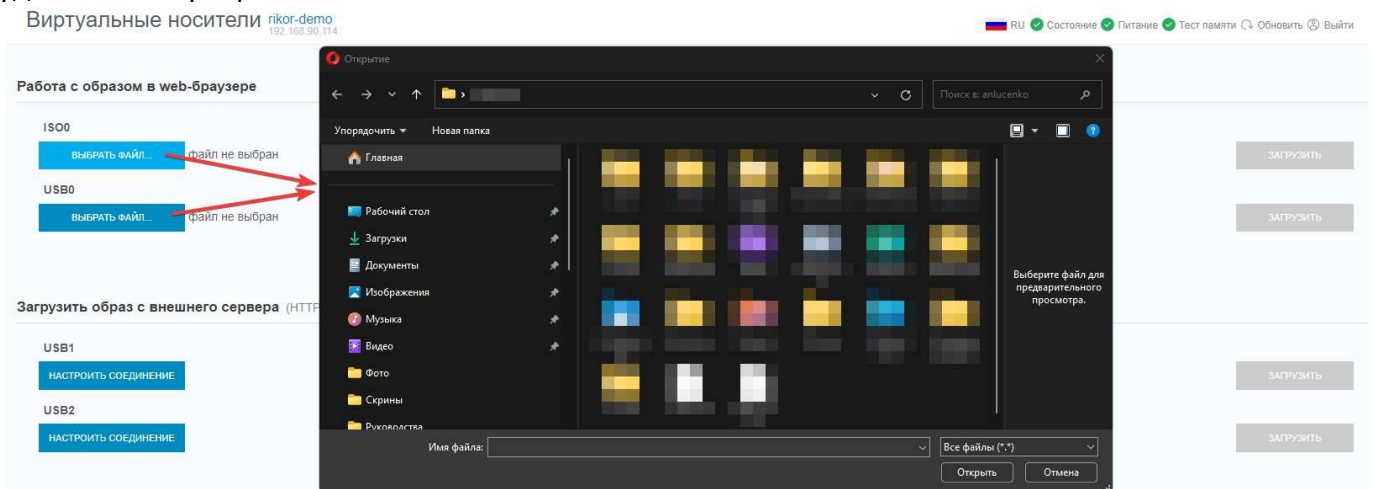 Виртуальные носители rikor-demo
192.168.90.114
RU Состояние Питание Тест памяти Обновить Выйти
Открытие
Работа с образом в web-браузере
Поиск в: anlucenko
Упорядочить Новая папка
ISO0
ВЫБРАТЬ ФАЙЛ... файл не выбран
Главная
ЗАГРУЗИТЬ
USB0
ВЫБРАТЬ ФАЙЛ... файл не выбран
Рабочий стол
ЗАГРУЗИТЬ
Загрузки
Документы
Выберите файл для
предварительного
просмотра.
Изображения
Загрузить образ с внешнего сервера (HTTP
Музыка
Видео
USB1
НАСТРОИТЬ СОЕДИНЕНИЕ
Фото
ЗАГРУЗИТЬ
Скрины
USB2
Руководства
НАСТРОИТЬ СОЕДИНЕНИЕ
ЗАГРУЗИТЬ
Имя файла:
Все файлы (*.*)
Открыть Отмена